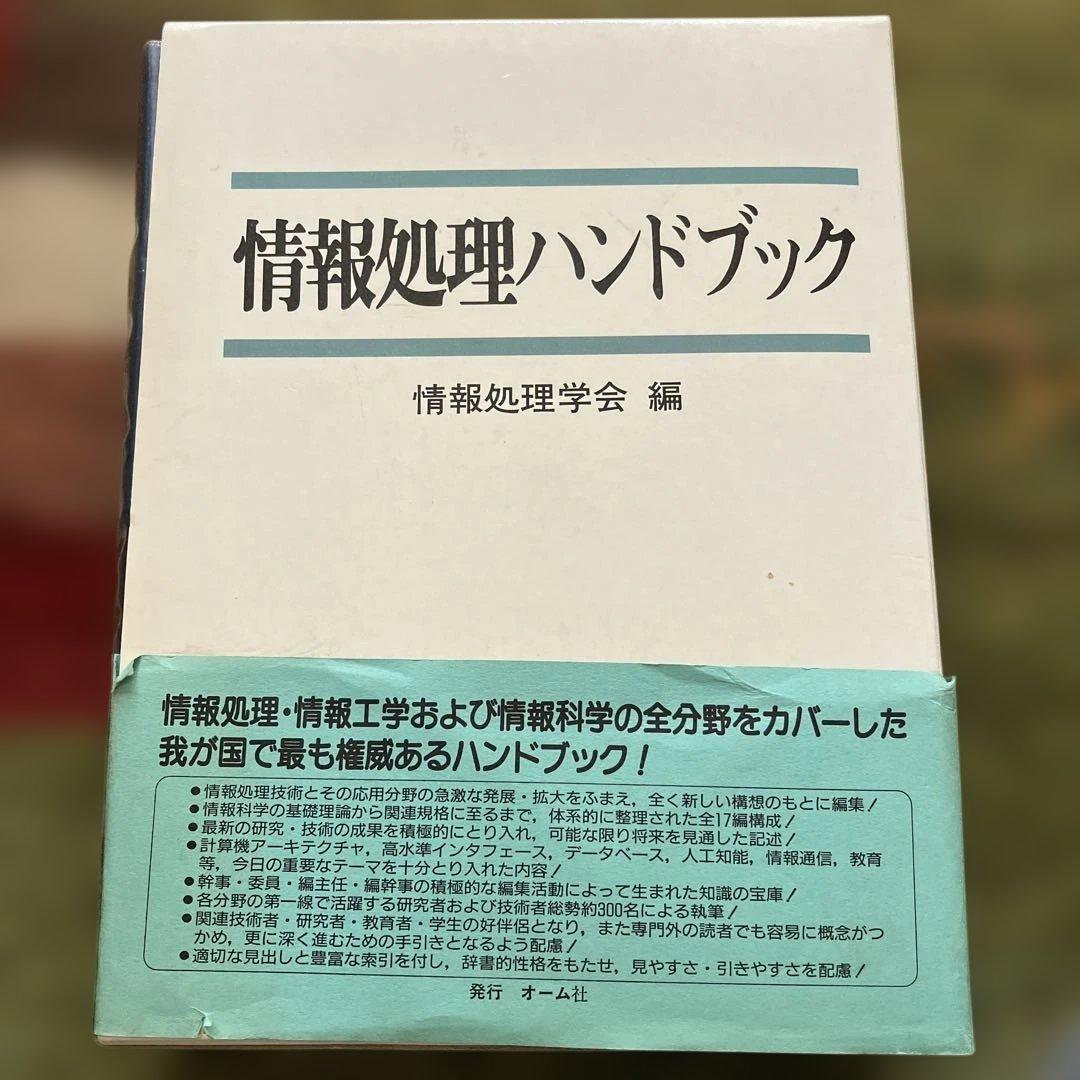 情報処理ハンドブック
情報処理学会 編
情報処理・情報工学および情報科学の全分野をカバーした
我が国で最も権威あるハンドブック!
●情報処理技術とその応用分野の急激な発展・拡大をふまえ，全く新しい構想のもとに編集!
●情報科学の基礎理論から関連規格に至るまで，体系的に整理された全17編構成!
●最新の研究・技術の成果を積極的にとり入れ，可能な限り将来を見通した記述!
●計算機アーキテクチャ，高水準インタフェース，データベース，人工知能，情報通信，教育
等，今日の重要なテーマを十分とり入れた内容!
●幹事・委員・編主任・編幹事の積極的な編集活動によって生まれた知識の宝庫!
●各分野の第一線で活躍する研究者および技術者総勢約300名による執筆!
●関連技術者・研究者・教育者・学生の好伴侶となり，また専門外の読者でも容易に概念がつ
かめ，更に深く進むための手引きとなるよう配慮!
●適切な見出しと豊富な索引を付し，辞書的性格をもたせ，見やすさ・引きやすさを配慮!
発行 オーム社